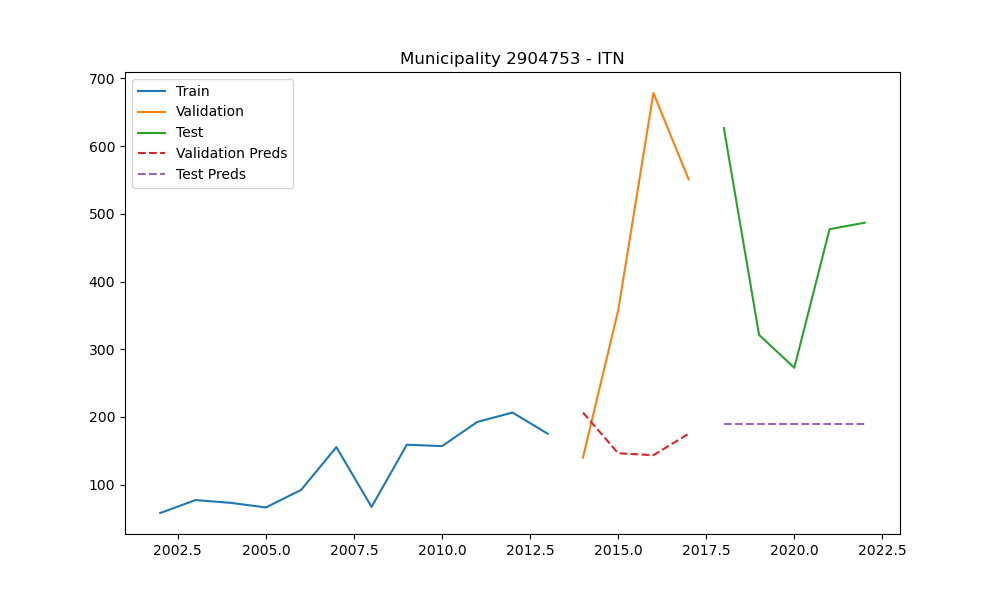 Municipality 2904753 - ITN
700
600
500
400
300
200
100
Train
Validation
Test
Validation Preds
Test Preds
2002.5 2005.0 2007.5 2010.0 2012.5 2015.0 2017.5 2020.0 2022.5